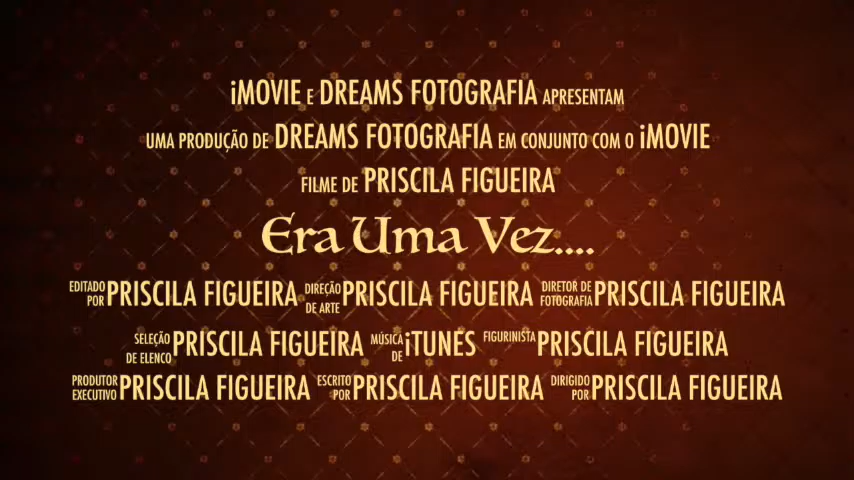 iMOVIE E DREAMS FOTOGRAFIA APRESENTAM
UMA PRODUÇÃO DE DREAMS FOTOGRAFIA EM CONJUNTO COM O iMOVIE
FILME DE PRISCILA FIGUEIRA
Era Uma Vez....
EDITADO POR PRISCILA FIGUEIRA DIREÇÃO DE ARTE PRISCILA FIGUEIRA DIRETOR DE FOTOGRAFIA PRISCILA FIGUEIRA
SELEÇÃO DE ELENCO PRISCILA FIGUEIRA MÚSICA DE iTUNES FIGURINISTA PRISCILA FIGUEIRA
PRODUTOR EXECUTIVO PRISCILA FIGUEIRA ESCRITO POR PRISCILA FIGUEIRA DIRIGIDO POR PRISCILA FIGUEIRA